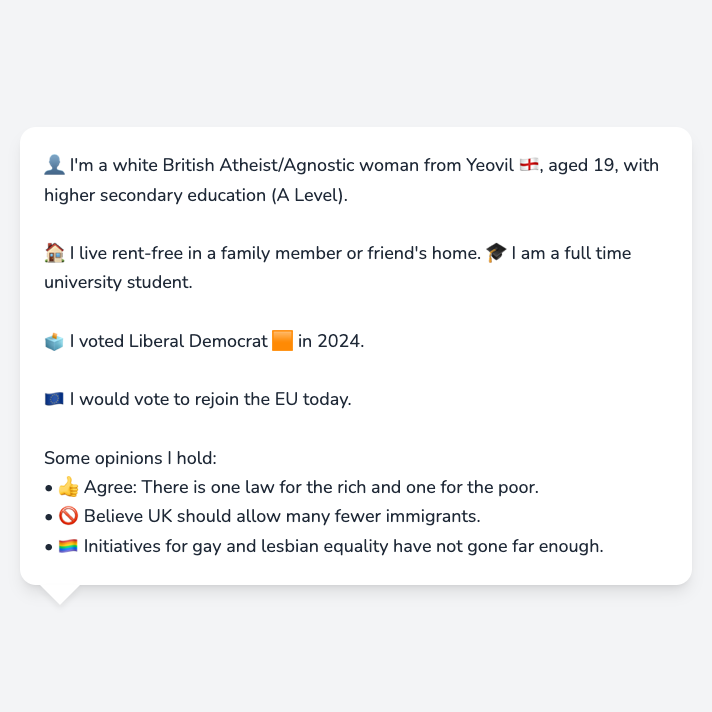 👤 I'm a white British Atheist/Agnostic woman from Yeovil 🏴󠁧󠁢󠁥󠁮󠁧󠁿, aged 19, with
higher secondary education (A Level).
🏠 I live rent-free in a family member or friend's home. 🎓 I am a full time
university student.
🗳️ I voted Liberal Democrat 🟧 in 2024.
🇪🇺 I would vote to rejoin the EU today.
Some opinions I hold:
• 👍 Agree: There is one law for the rich and one for the poor.
• 🚫 Believe UK should allow many fewer immigrants.
• 🏳️‍🌈 Initiatives for gay and lesbian equality have not gone far enough.